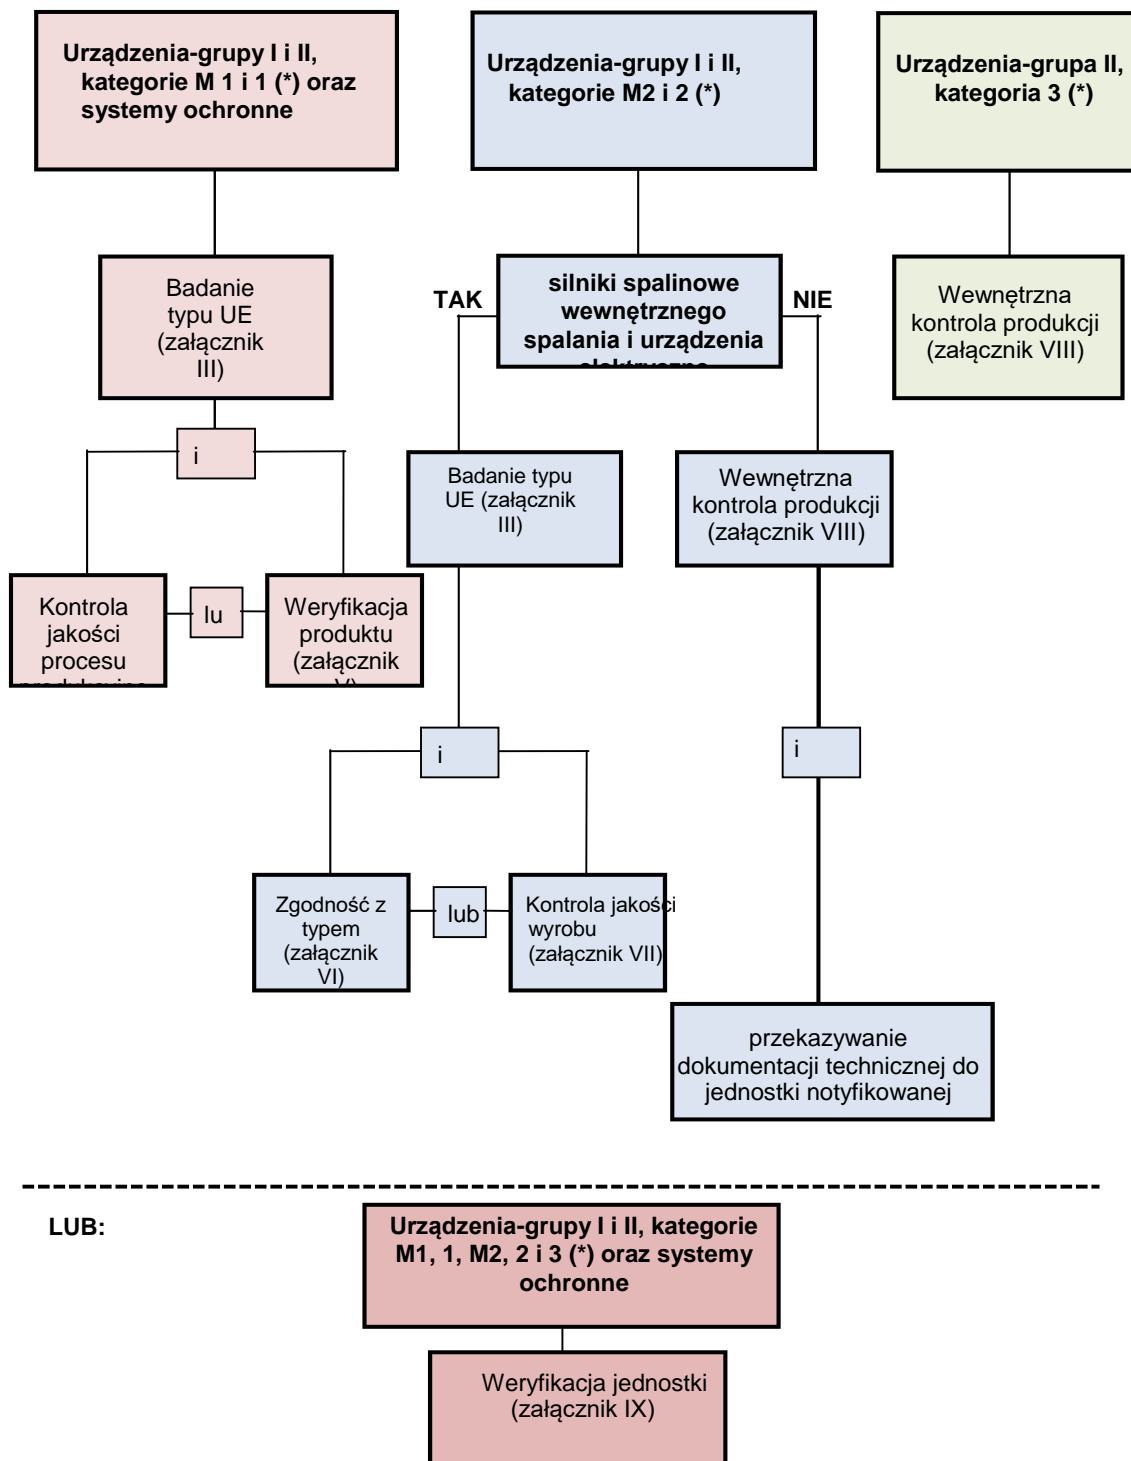 Urządzenia-grupy I i II,
kategorie M 1 i 1 (*) oraz
systemy ochronne
Urządzenia-grupy I i II,
kategorie M2 i 2 (*)
Urządzenia-grupa II,
kategoria 3 (*)
Badanie
typu UE
(załącznik
III)
TAK
silniki spalinowe
wewnętrznego
spalania i urządzenia
elektryczne
NIE
Wewnętrzna
kontrola produkcji
(załącznik VIII)
i
Badanie typu
UE (załącznik
III)
Wewnętrzna
kontrola produkcji
(załącznik VIII)
Kontrola
jakości
procesu
lu
Weryfikacja
produktu
(załącznik
V)
i
i
Zgodność z
typem
(załącznik
VI)
lub
Kontrola jakości
wyrobu
(załącznik VII)
przekazywanie
dokumentacji technicznej do
jednostki notyfikowanej
LUB:
Urządzenia-grupy I i II, kategorie
M1, 1, M2, 2 i 3 (*) oraz systemy
ochronne
Weryfikacja jednostki
(załącznik IX)